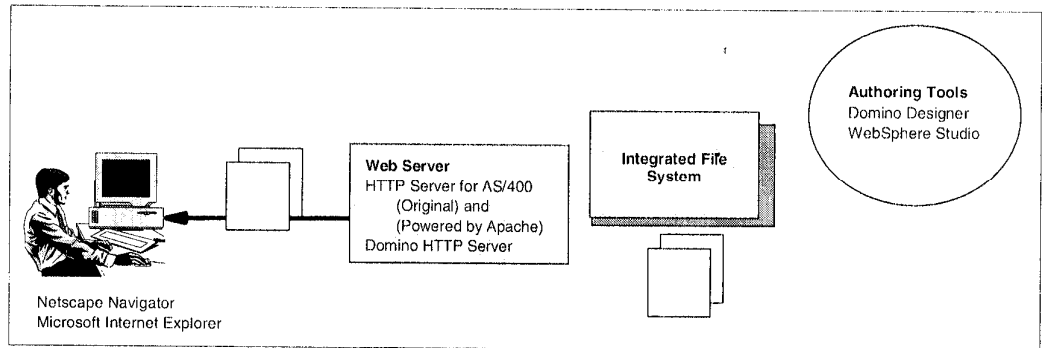 Authoring Tools
Domino Designer
WebSphere Studio
Integrated File
System
Web Server
HTTP Server for AS/400
(Original) and
(Powered by Apache)
Domino HTTP Server
Netscape Navigator
Microsoft Internet Explorer